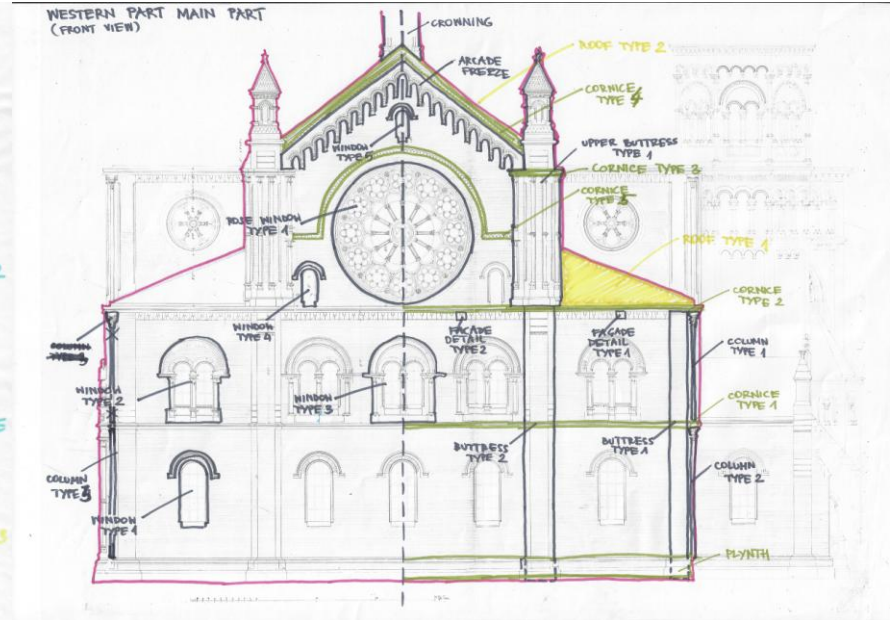 WESTERN PART MAIN PART
(FRONT VIEW)
CROWNING
ROOF TYPE 2
ARCADE
FREEZE
CORNICE
TYPE 4
WINDOW
TYPE 5
UPPER BUTTRESS
TYPE 1
CORNICE TYPE 3
CORNICE
ROSE WINDOW
TYPE 1
ROOF TYPE 1
CORNICE
TYPE 2
WINDOW
TYPE 4
FACADE
DETAIL
TYPE 2
FAÇADE
DETAIL
TYPE 1
COLUMN
TYPE 1
WINDOW
TYPE 2
WINDOW
TYPE 3
CORNICE
TYPE 1
BUTTRESS
TYPE 2
BUTTRESS
TYPE 1
COLUMN
TYPE 3
COLUMN
TYPE 2
WINDOW
TYPE 1
PLYNTH